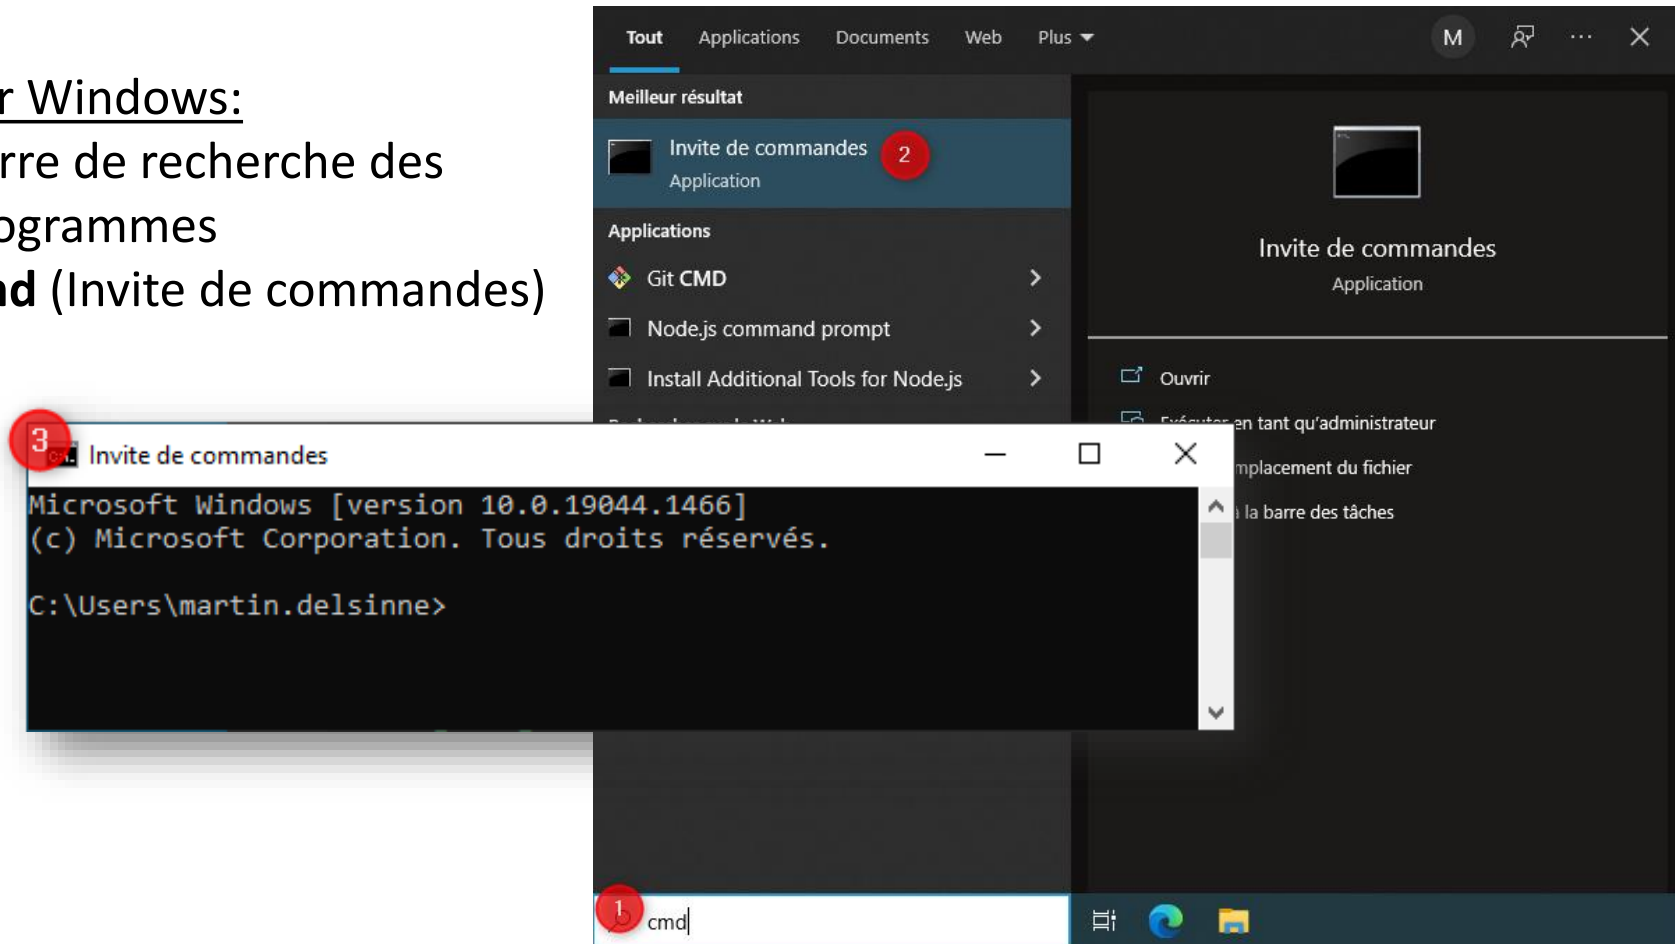 r Windows:
rre de recherche des
ogrammes
nd (Invite de commandes)
Tout Applications Documents Web Plus
M
Meilleur résultat
Invite de commandes
Application
2
Applications
Git CMD
Node.js command prompt
Install Additional Tools for Node.js
Invite de commandes
Application
Ouvrir
Exécuter en tant qu'administrateur
mplacement du fichier
à la barre des tâches
3
Invite de commandes
Microsoft Windows [version 10.0.19044.1466]
(c) Microsoft Corporation. Tous droits réservés.
C:\Users\martin.delsinne>
1
cmd